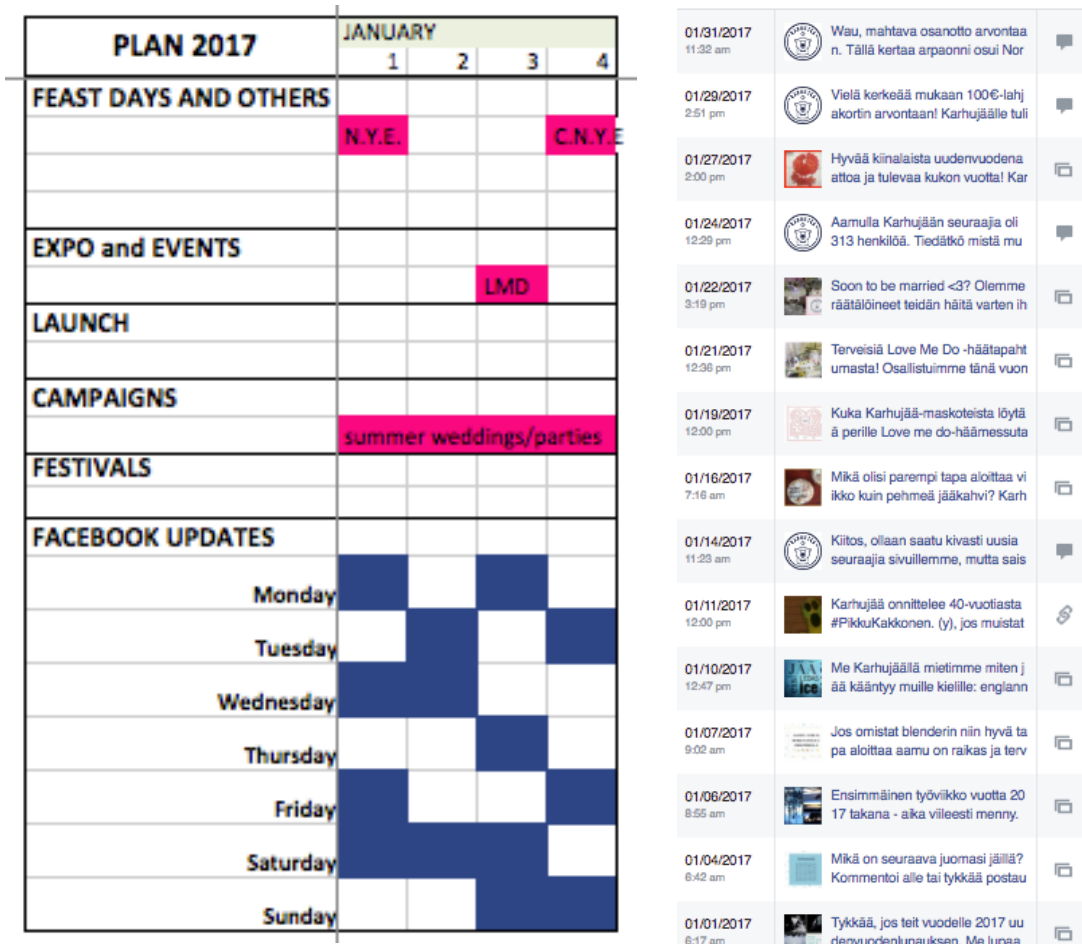 PLAN 2017
JANUARY
1 2 3 4
FEAST DAYS AND OTHERS
N.Y.E. C.N.Y.E
EXPO and EVENTS
LMD
LAUNCH
CAMPAIGNS
summer weddings/parties
FESTIVALS
FACEBOOK UPDATES
Monday
Tuesday
Wednesday
Thursday
Friday
Saturday
Sunday
01/31/2017
11:32 am
Wau, mahtava osanotto arvontaa
n. Tällä kertaa arpaonni osui Nor
01/29/2017
2:51 pm
Vielä kerkeää mukaan 100€-lahj
akortin arvontaan! Karhujäälle tuli
01/27/2017
2:00 pm
Hyvää kiinalaista uudenvuodena
attoa ja tulevaa kukon vuotta! Kar
01/24/2017
12:29 pm
Aamulla Karhujään seuraajia oli
313 henkilöä. Tiedätkö mistä mu
01/22/2017
3:19 pm
Soon to be married <3? Olemme
räätälöineet teidän häitä varten ih
01/21/2017
12:36 pm
Terveisiä Love Me Do -häätapaht
umasta! Osallistuimme tänä vuon
01/19/2017
12:00 pm
Kuka Karhujää-maskoteista löytä
ä perille Love me do-häämessuta
01/16/2017
7:16 am
Mikä olisi parempi tapa aloittaa vi
ikko kuin pehmeä jääkahvi? Karh
01/14/2017
11:23 am
Kiitos, ollaan saatu kivasti uusia
seuraajia sivuillemme, mutta sais
01/11/2017
12:00 pm
Karhujää onnittelee 40-vuotiasta
#PikkuKakkonen. (y), jos muistat
01/10/2017
12:47 pm
ice
Me Karhujäällä mietimme miten j
ää kääntyy muille kielille: englann
01/07/2017
9:02 am
Jos omistat blenderin niin hyvä ta
pa aloittaa aamu on raikas ja terv
01/06/2017
8:55 am
Ensimmäinen työviikko vuotta 20
17 takana - aika viileesti menny.
01/04/2017
6:42 am
Mikä on seuraava juomasi jäillä?
Kommentoi alle tai tykkää postau
01/01/2017
6:17 am
Tykkää, jos teit vuodelle 2017 uu
denvuodenlupauksen. Me lupaa